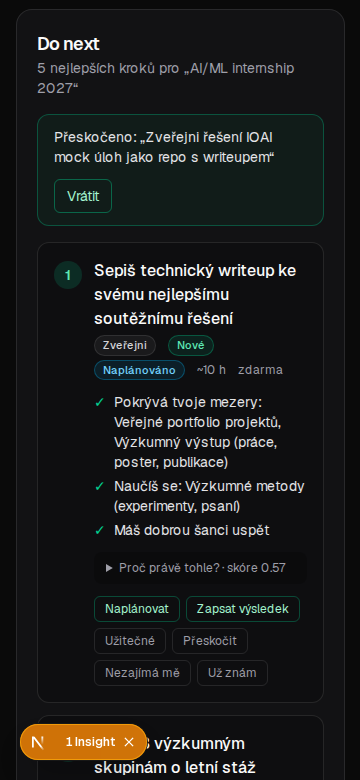 Do next
5 nejlepších kroků pro „AI/ML internship
2027“
Přeskočeno: „Zveřejni řešení IOAI
mock úloh jako repo s writeupem“
Vrátit
1
Sepiš technický writeup ke
svému nejlepšímu
soutěžnímu řešení
Zveřejni Nové
Naplánováno ~10 h zdarma
✓ Pokrývá tvoje mezery:
Veřejné portfolio projektů,
Výzkumný výstup (práce,
poster, publikace)
✓ Naučíš se: Výzkumné metody
(experimenty, psaní)
✓ Máš dobrou šanci uspět
▶ Proč právě tohle? · skóre 0.57
Naplánovat Zapsat výsledek
Užitečné Přeskočit
Nezajímá mě Už znám
N 1 Insight ×
výzkumným
skupinám o letní stáž